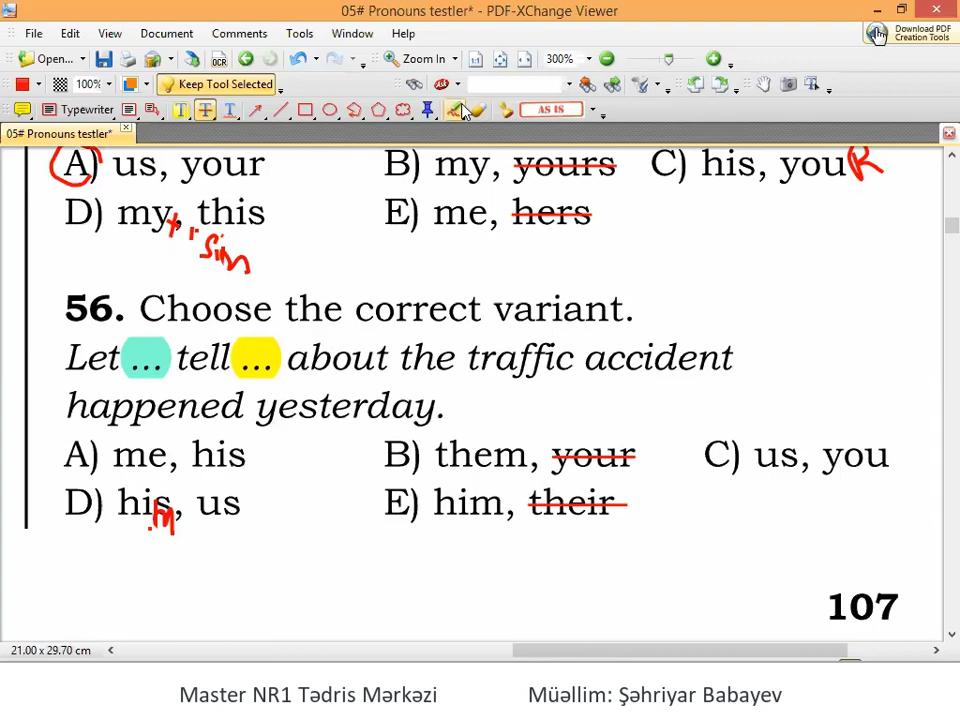 05# Pronouns testler* - PDF-XChange Viewer
File Edit View Document Comments Tools Window Help
Download PDF Creation Tools
Open... OCR Zoom In 300%
100% Keep Tool Selected
Typewriter T T T AS IS
05# Pronouns testler*
A) us, your B) my, yours C) his, you R
D) my, this E) me, hers
56. Choose the correct variant.
Let ... tell ... about the traffic accident
happened yesterday.
A) me, his B) them, your C) us, you
D) his, us E) him, their
107
21.00 x 29.70 cm
Master NR1 Tədris Mərkəzi Müəllim: Şəhriyar Babayev